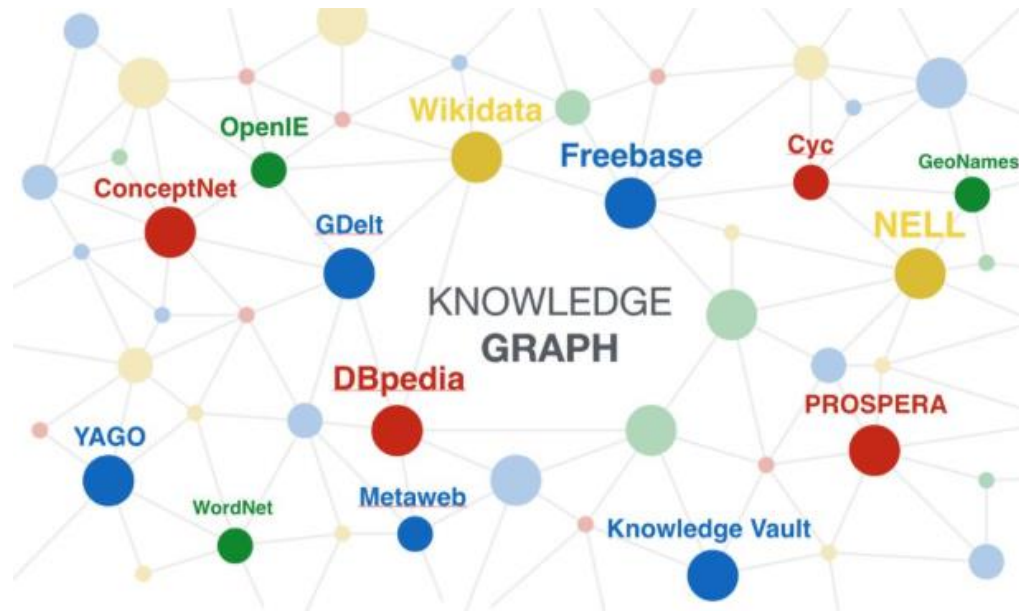 Wikidata
OpenIE
Freebase
Cyc
GeoNames
ConceptNet
GDelt
NELL
KNOWLEDGE
GRAPH
DBpedia
PROSPERA
YAGO
Metaweb
WordNet
Knowledge Vault